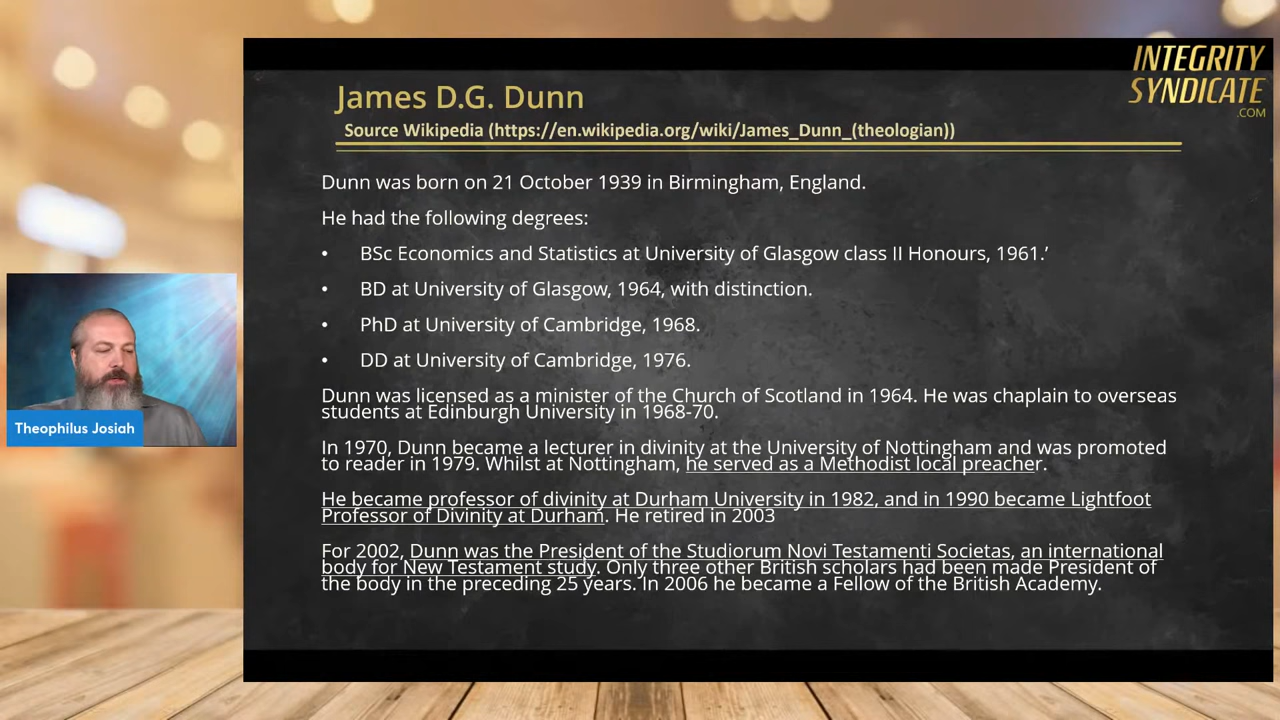 INTEGRITY
SYNDICATE
.COM
James D.G. Dunn
Source Wikipedia (https://en.wikipedia.org/wiki/James_Dunn_(theologian))
Dunn was born on 21 October 1939 in Birmingham, England.
He had the following degrees:
• BSc Economics and Statistics at University of Glasgow class II Honours, 1961.’
• BD at University of Glasgow, 1964, with distinction.
• PhD at University of Cambridge, 1968.
• DD at University of Cambridge, 1976.
Dunn was licensed as a minister of the Church of Scotland in 1964. He was chaplain to overseas
students at Edinburgh University in 1968-70.
In 1970, Dunn became a lecturer in divinity at the University of Nottingham and was promoted
to reader in 1979. Whilst at Nottingham, he served as a Methodist local preacher.
He became professor of divinity at Durham University in 1982, and in 1990 became Lightfoot
Professor of Divinity at Durham. He retired in 2003
For 2002, Dunn was the President of the Studiorum Novi Testamenti Societas, an international
body for New Testament study. Only three other British scholars had been made President of
the body in the preceding 25 years. In 2006 he became a Fellow of the British Academy.
Theophilus Josiah